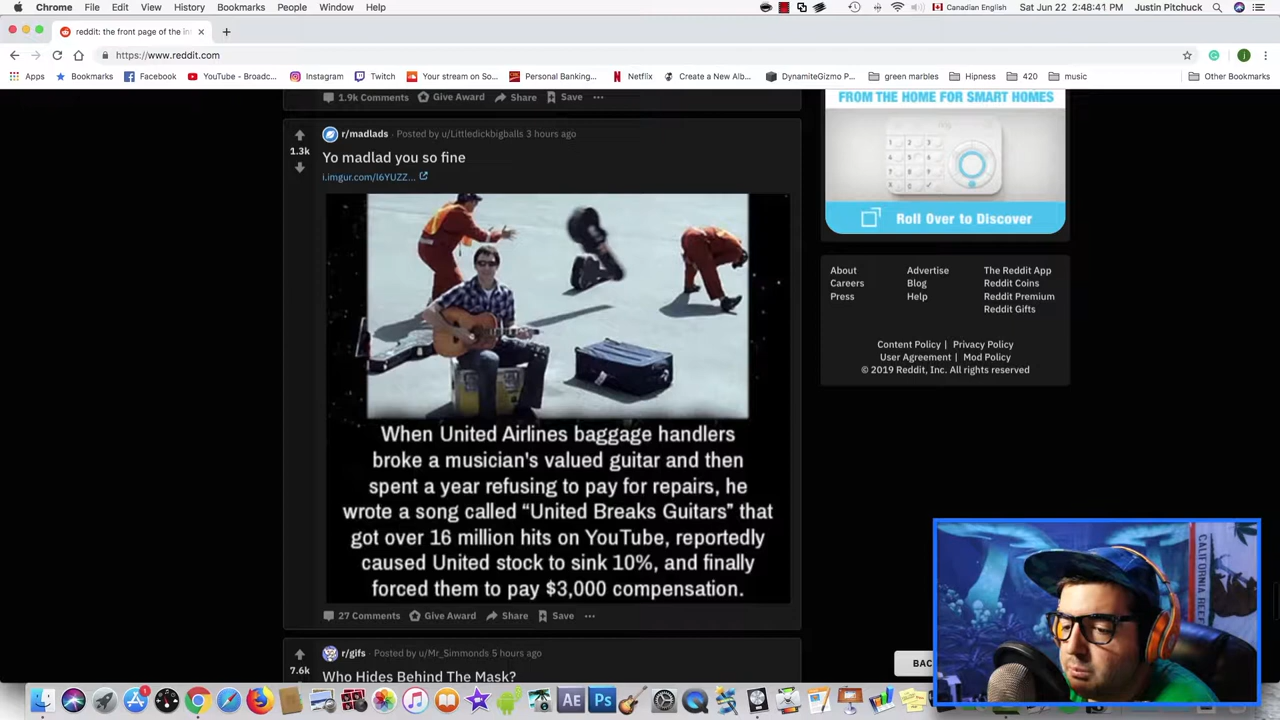 Chrome File Edit View History Bookmarks People Window Help Canadian English Sat Jun 22 2:48:41 PM Justin Pitchuck
reddit: the front page of the in
https://www.reddit.com
Apps Bookmarks Facebook YouTube - Broadc... Instagram Twitch Your stream on So... Personal Banking... Netflix Create a New Alb... DynamiteGizmo P... green marbles Hipness 420 music Other Bookmarks
1.9k Comments Give Award Share Save
r/madlads · Posted by u/Littledickbigballs 3 hours ago
1.3k
Yo madlad you so fine
i.imgur.com/l6YUZZ...
When United Airlines baggage handlers
broke a musician's valued guitar and then
spent a year refusing to pay for repairs, he
wrote a song called “United Breaks Guitars” that
got over 16 million hits on YouTube, reportedly
caused United stock to sink 10%, and finally
forced them to pay $3,000 compensation.
27 Comments Give Award Share Save
r/gifs · Posted by u/Mr_Simmonds 5 hours ago
7.6k
Who Hides Behind The Mask?
FROM THE HOME FOR SMART HOMES
Roll Over to Discover
About Advertise The Reddit App
Careers Blog Reddit Coins
Press Help Reddit Premium
Reddit Gifts
Content Policy | Privacy Policy
User Agreement | Mod Policy
© 2019 Reddit, Inc. All rights reserved
BAC
CALIFORNIA
AE Ps